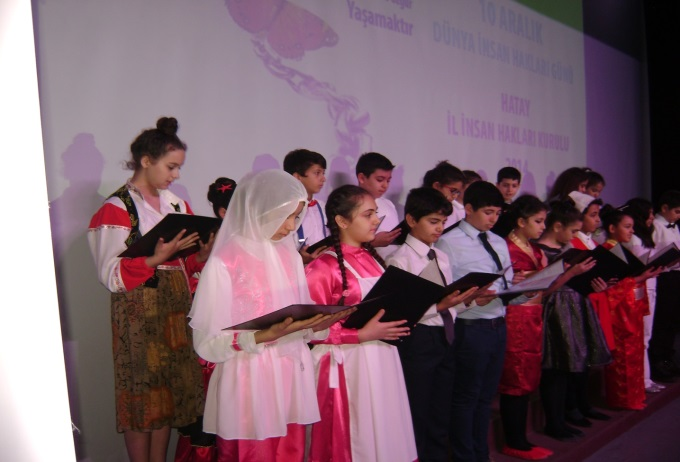 Yaşamaktır
10 ARALIK
DÜNYA İNSAN HAKLARI GÜNÜ
HATAY
İL İNSAN HAKLARI KURULU